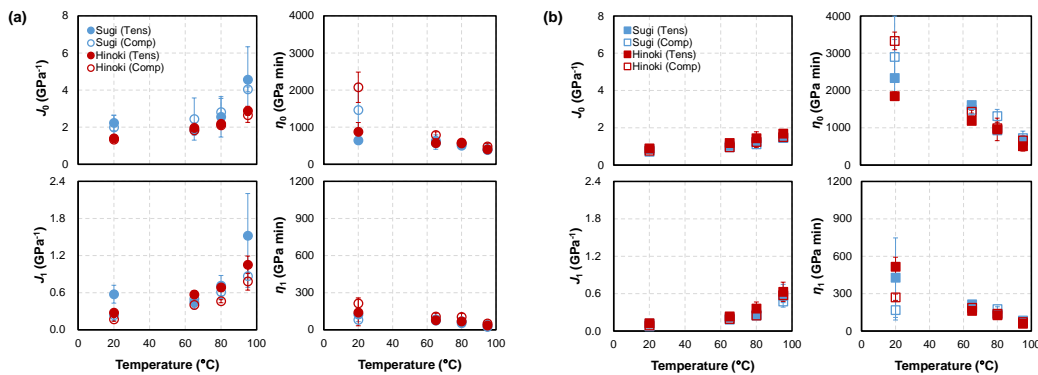 (a)
8
6
4
2
0
J₀ (GPa⁻¹)
Sugi (Tens)
Sugi (Comp)
Hinoki (Tens)
Hinoki (Comp)
4000
3000
2000
1000
0
η₀ (GPa min)
2.4
1.8
1.2
0.6
0.0
J₁ (GPa⁻¹)
0 20 40 60 80 100
Temperature (°C)
1200
900
600
300
0
η₁ (GPa min)
0 20 40 60 80 100
Temperature (°C)
(b)
8
6
4
2
0
J₀ (GPa⁻¹)
Sugi (Tens)
Sugi (Comp)
Hinoki (Tens)
Hinoki (Comp)
4000
3000
2000
1000
0
η₀ (GPa min)
2.4
1.8
1.2
0.6
0.0
J₁ (GPa⁻¹)
0 20 40 60 80 100
Temperature (°C)
1200
900
600
300
0
η₁ (GPa min)
0 20 40 60 80 100
Temperature (°C)